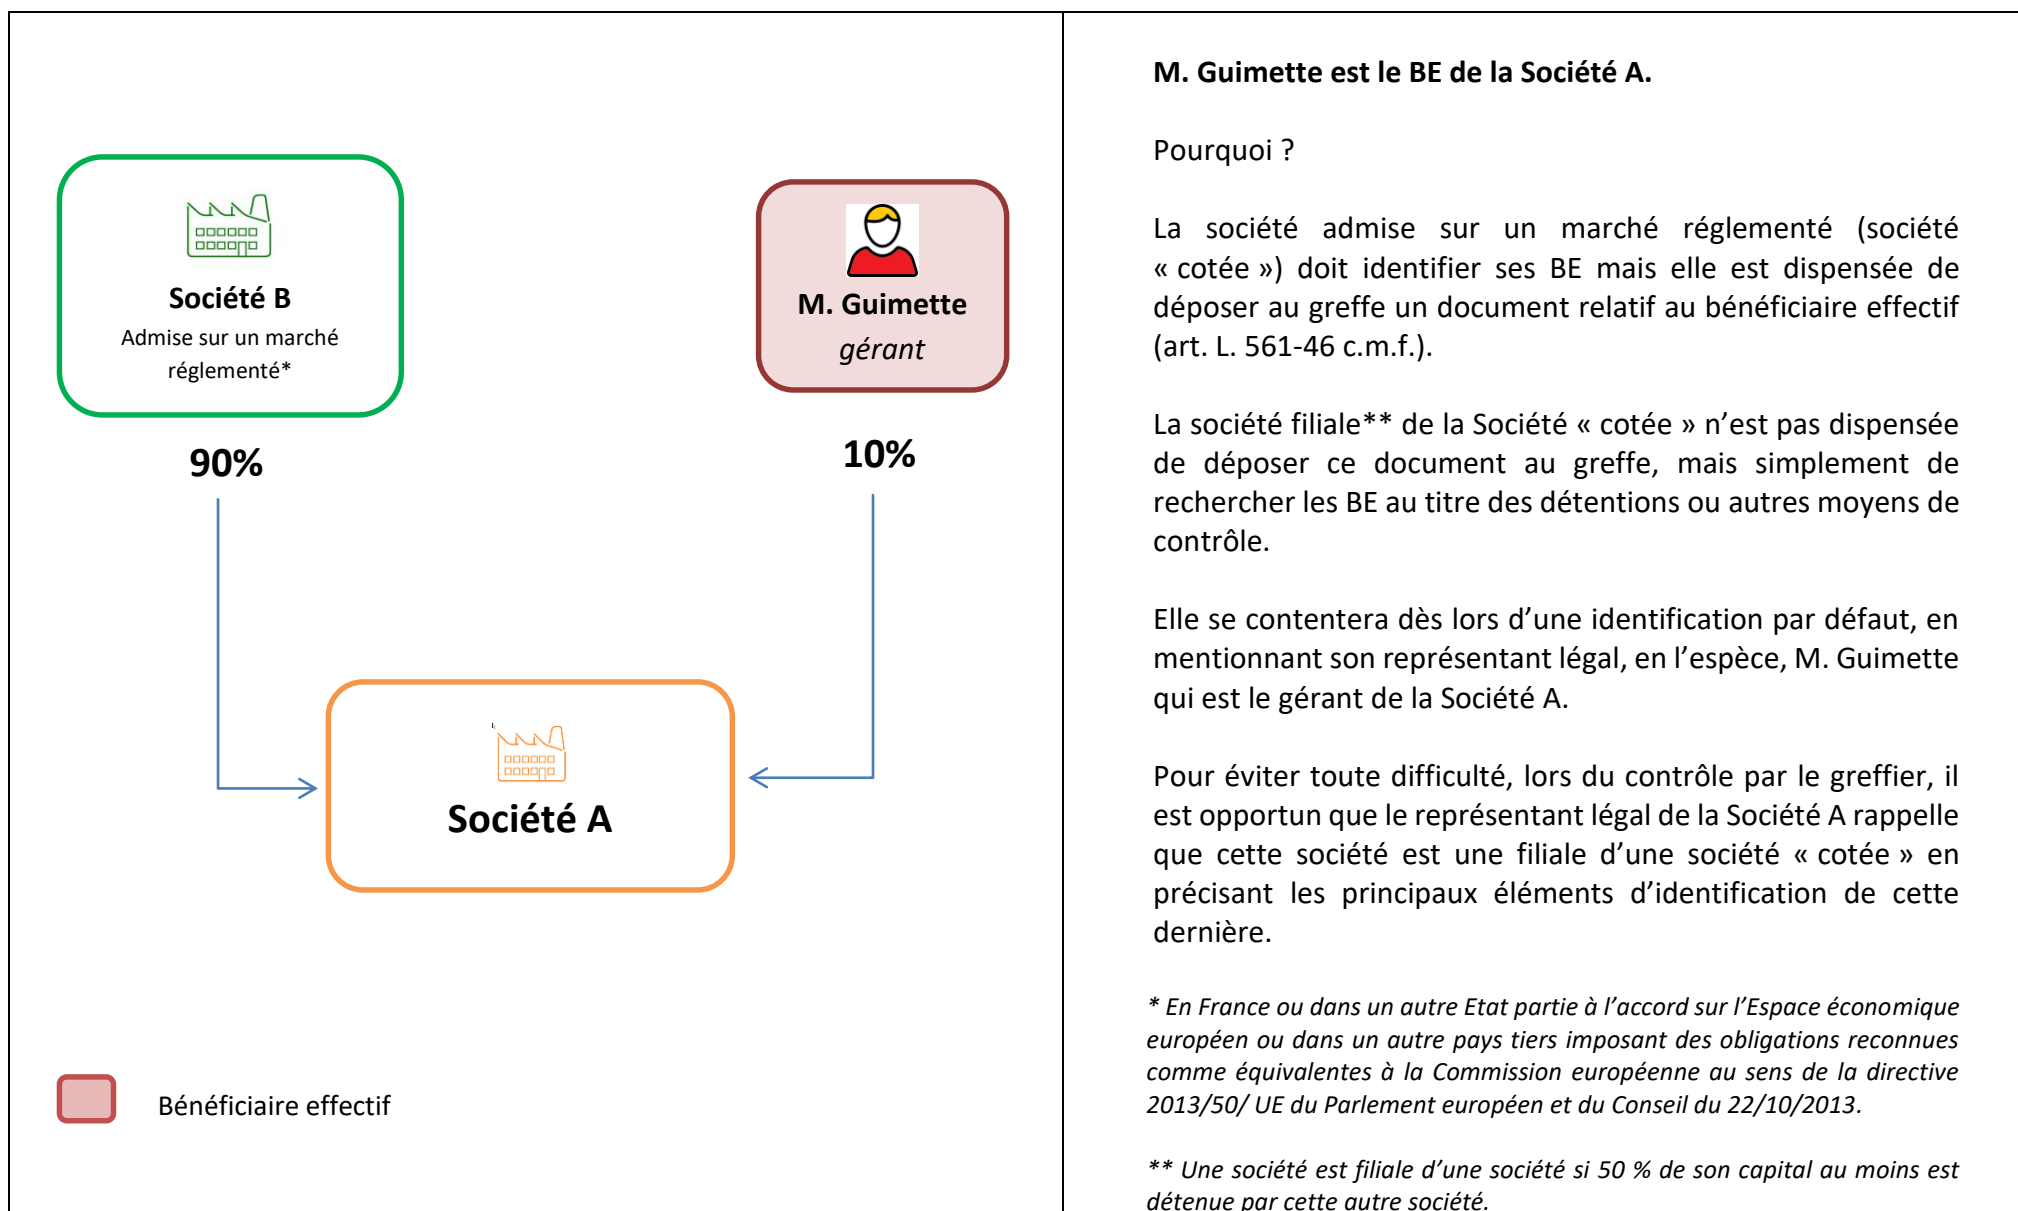 Société B
Admise sur un marché
réglementé*
M. Guimette
gérant
90%
10%
Société A
Bénéficiaire effectif
M. Guimette est le BE de la Société A.
Pourquoi ?
La société admise sur un marché réglementé (société
« cotée ») doit identifier ses BE mais elle est dispensée de
déposer au greffe un document relatif au bénéficiaire effectif
(art. L. 561-46 c.m.f.).
La société filiale** de la Société « cotée » n’est pas dispensée
de déposer ce document au greffe, mais simplement de
rechercher les BE au titre des détentions ou autres moyens de
contrôle.
Elle se contentera dès lors d’une identification par défaut, en
mentionnant son représentant légal, en l’espèce, M. Guimette
qui est le gérant de la Société A.
Pour éviter toute difficulté, lors du contrôle par le greffier, il
est opportun que le représentant légal de la Société A rappelle
que cette société est une filiale d’une société « cotée » en
précisant les principaux éléments d’identification de cette
dernière.
* En France ou dans un autre Etat partie à l’accord sur l’Espace économique
européen ou dans un autre pays tiers imposant des obligations reconnues
comme équivalentes à la Commission européenne au sens de la directive
2013/50/ UE du Parlement européen et du Conseil du 22/10/2013.
** Une société est filiale d’une société si 50 % de son capital au moins est
détenue par cette autre société.